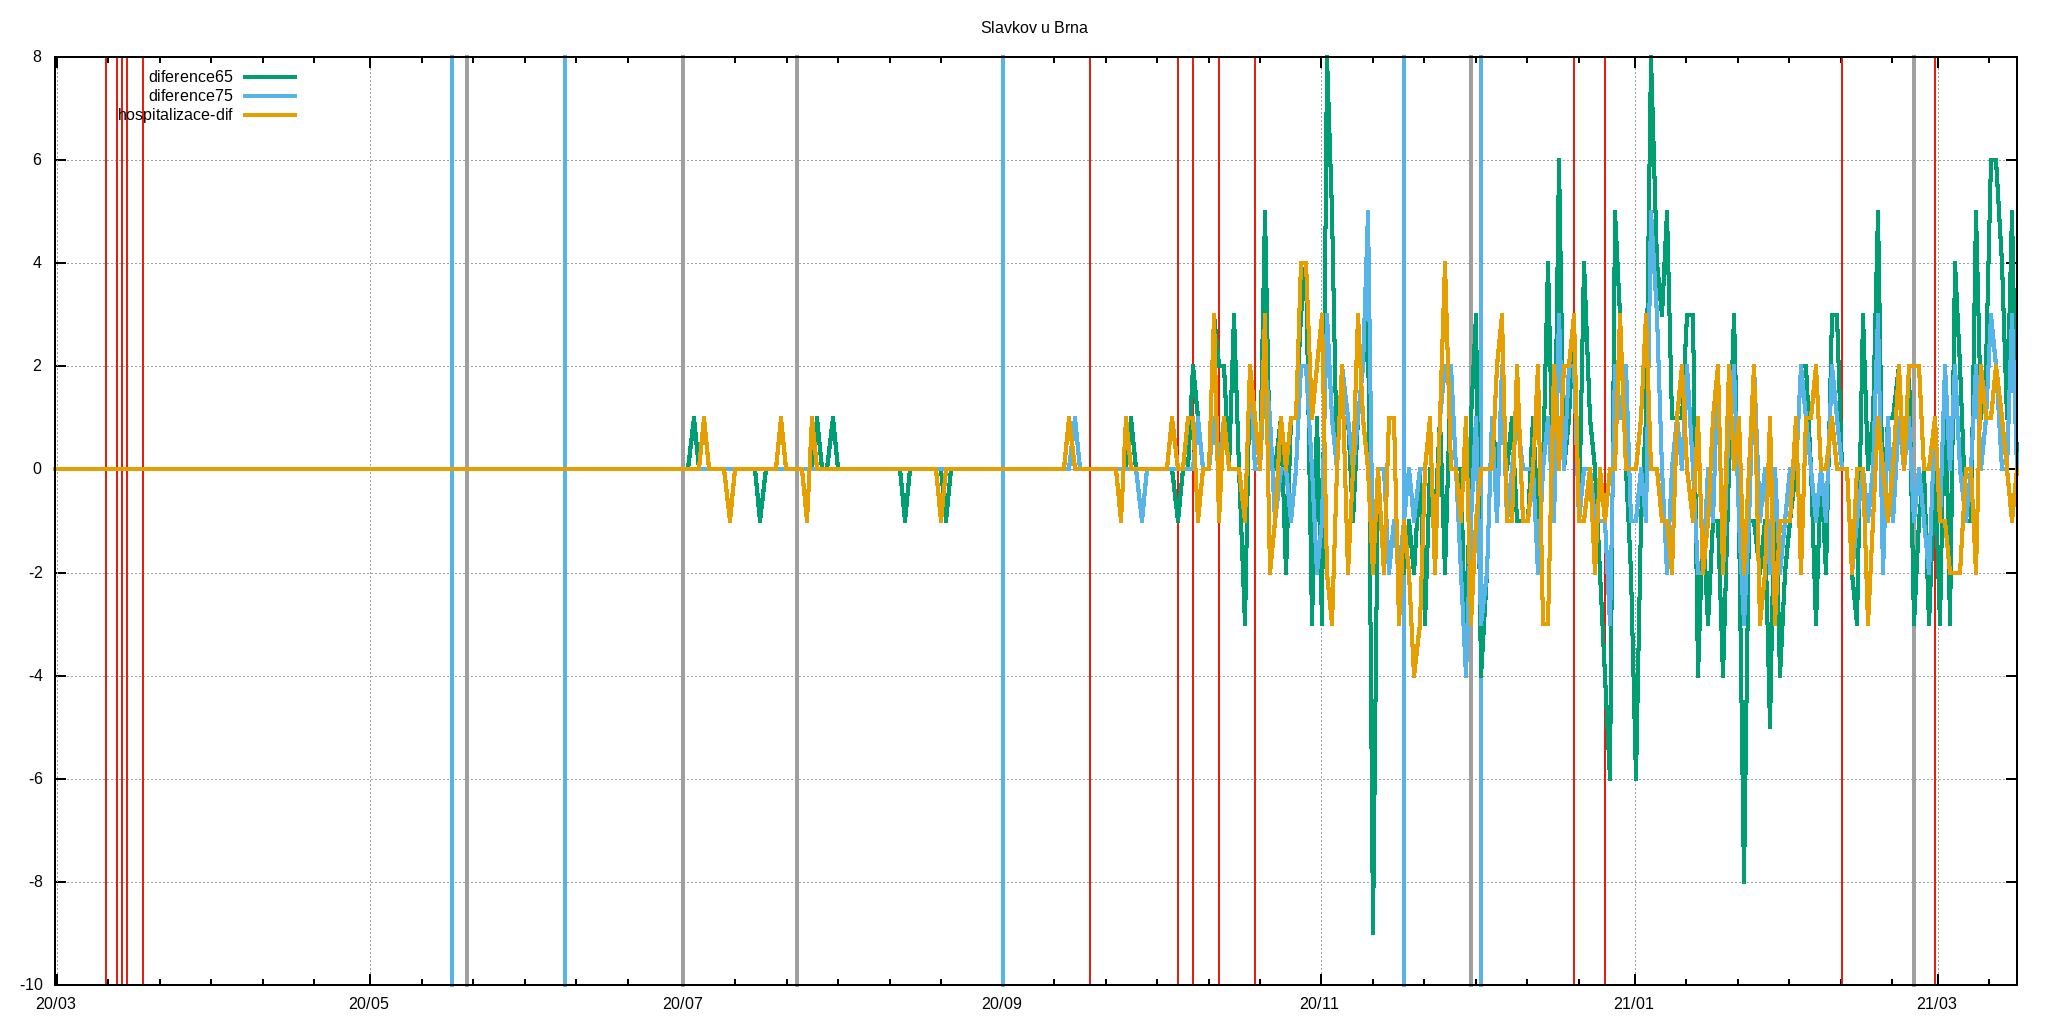 Slavkov u Brna
8
diference65
diference75
hospitalizace-dif
6
4
2
0
-2
-4
-6
-8
-10
20/03 20/05 20/07 20/09 20/11 21/01 21/03